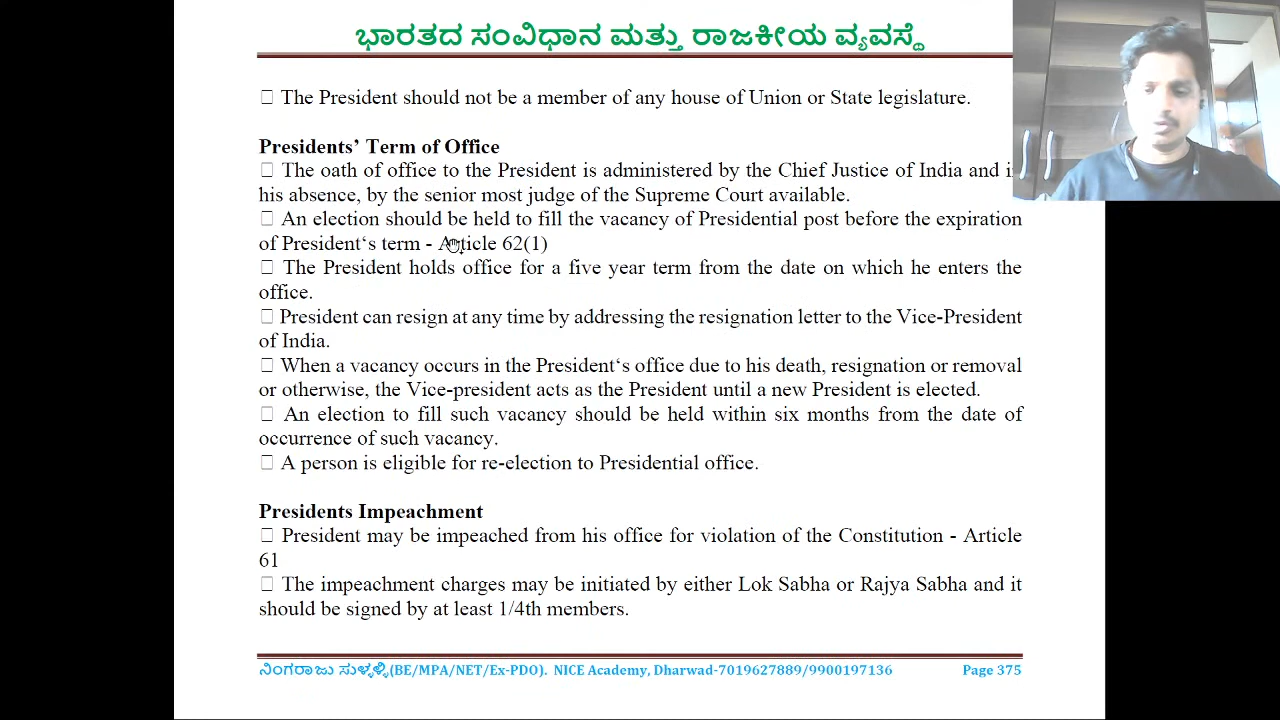 ಭಾರತದ ಸಂವಿಧಾನ ಮತ್ತು ರಾಜಕೀಯ ವ್ಯವಸ್ಥೆ
□ The President should not be a member of any house of Union or State legislature.
Presidents’ Term of Office
□ The oath of office to the President is administered by the Chief Justice of India and
his absence, by the senior most judge of the Supreme Court available.
□ An election should be held to fill the vacancy of Presidential post before the expiration
of President‘s term - Article 62(1)
□ The President holds office for a five year term from the date on which he enters the
office.
□ President can resign at any time by addressing the resignation letter to the Vice-President
of India.
□ When a vacancy occurs in the President‘s office due to his death, resignation or removal
or otherwise, the Vice-president acts as the President until a new President is elected.
□ An election to fill such vacancy should be held within six months from the date of
occurrence of such vacancy.
□ A person is eligible for re-election to Presidential office.
Presidents Impeachment
□ President may be impeached from his office for violation of the Constitution - Article
61
□ The impeachment charges may be initiated by either Lok Sabha or Rajya Sabha and it
should be signed by at least 1/4th members.
ನಿಂಗರಾಜು ಸುಳ್ಳಳ್ಳಿ(BE/MPA/NET/Ex-PDO). NICE Academy, Dharwad-7019627889/9900197136 Page 375